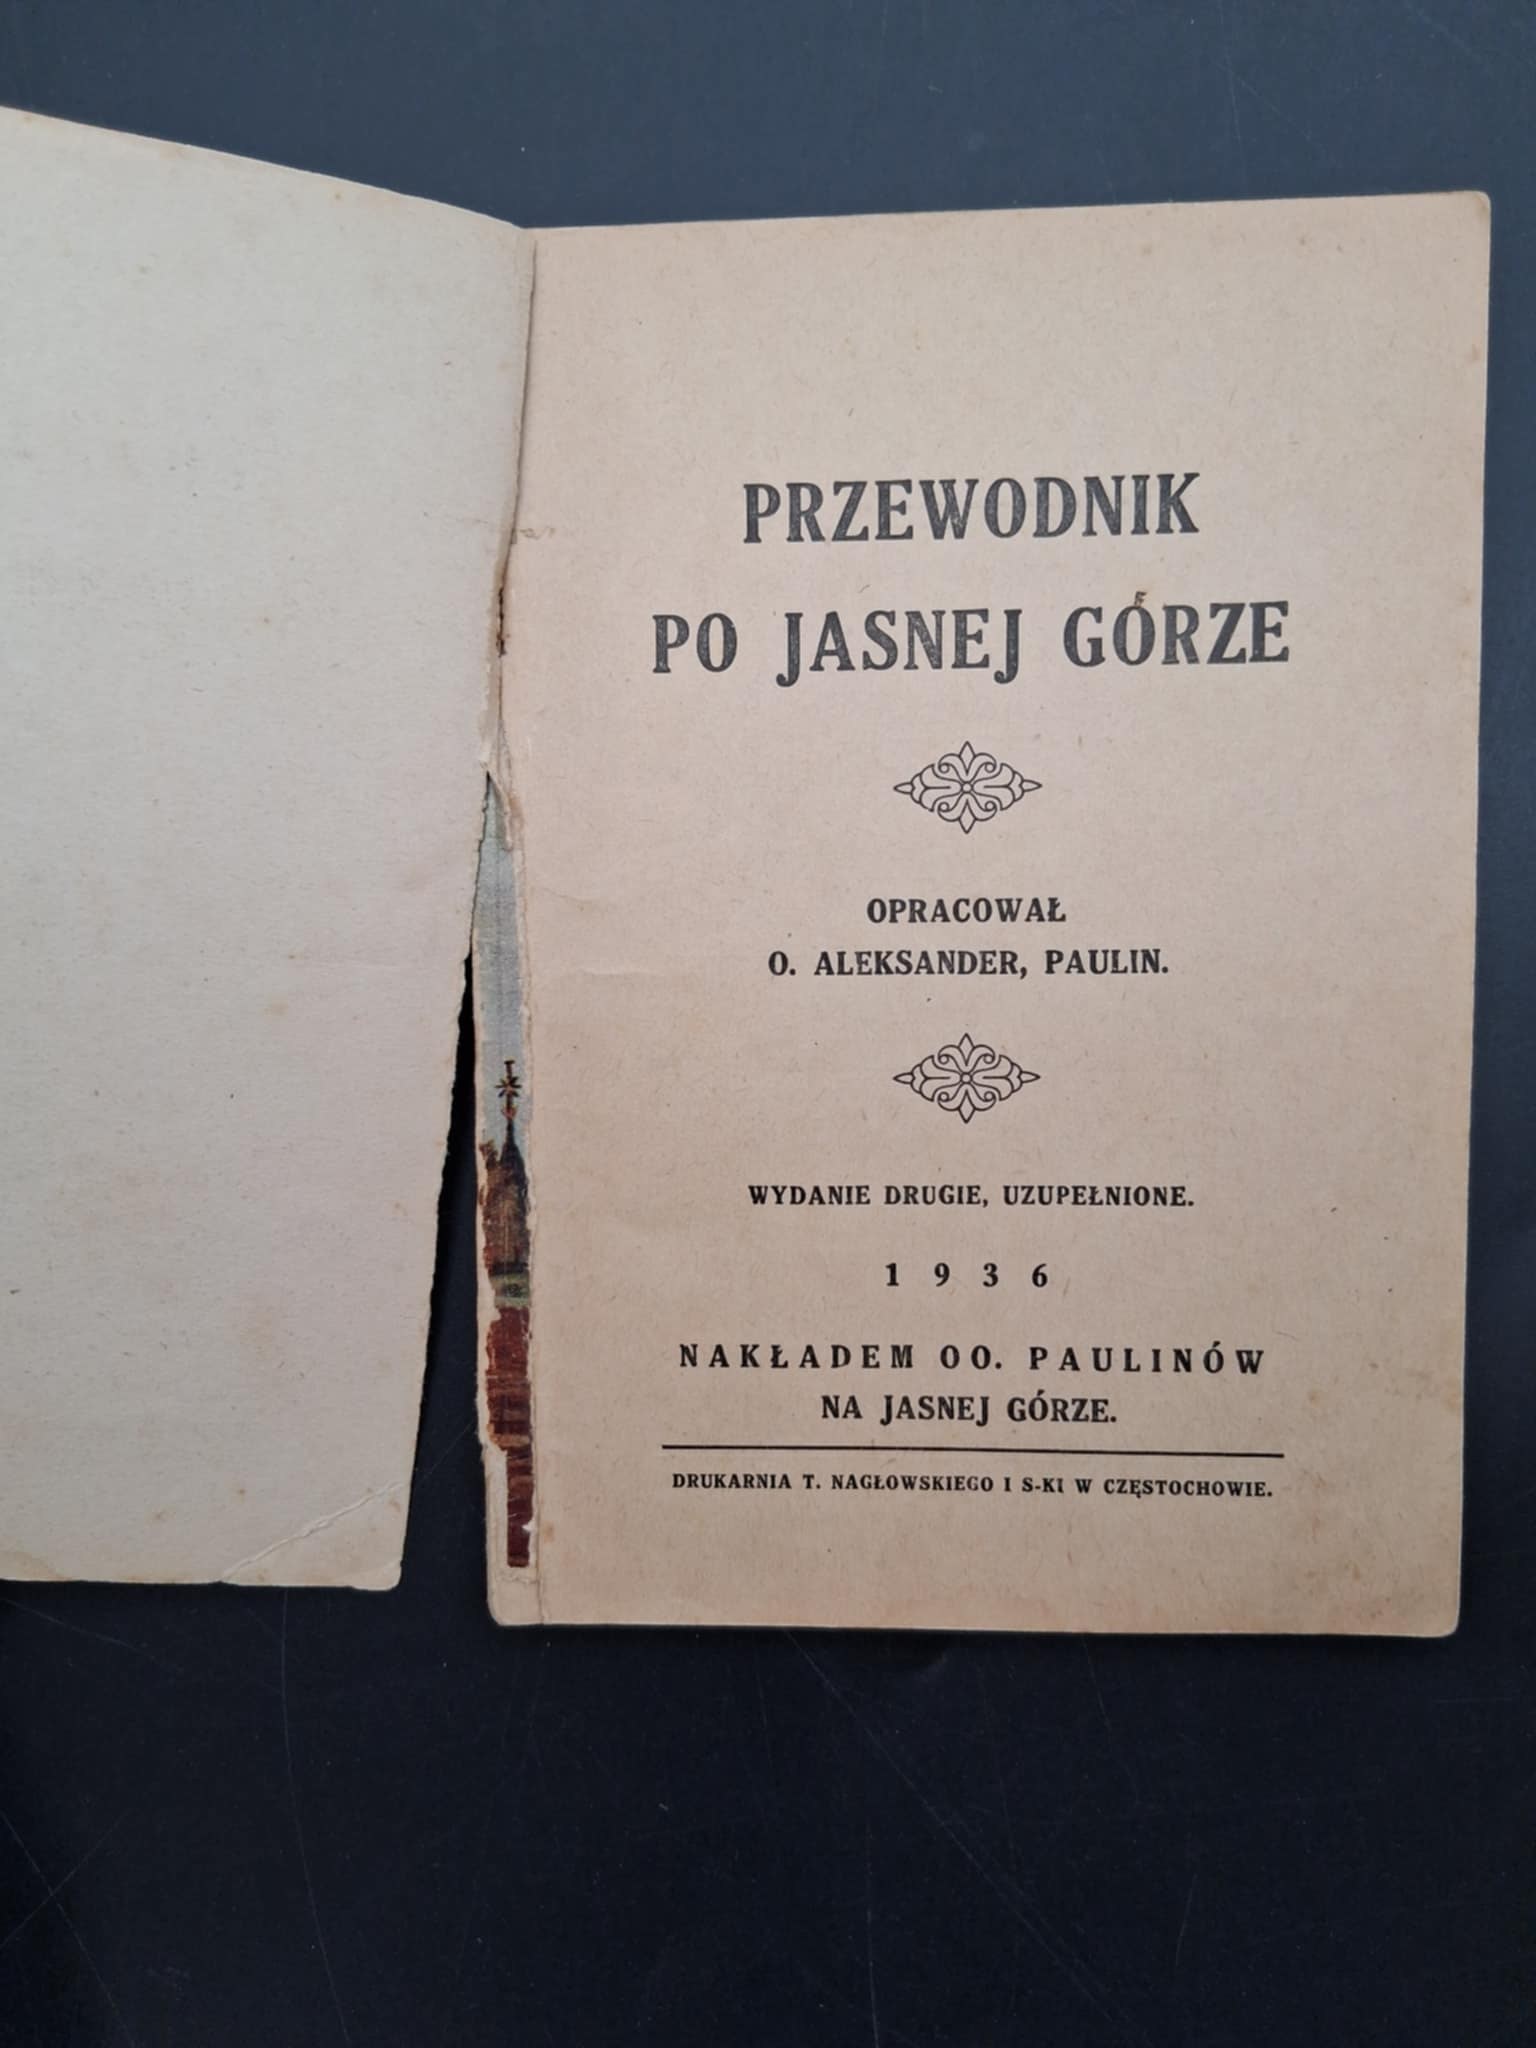 PRZEWODNIK
PO JASNEJ GÓRZE
OPRACOWAŁ
O. ALEKSANDER, PAULIN.
WYDANIE DRUGIE, UZUPEŁNIONE.
1936
NAKŁADEM OO. PAULINÓW
NA JASNEJ GÓRZE.
DRUKARNIA T. NAGŁOWSKIEGO I S-KI W CZĘSTOCHOWIE.